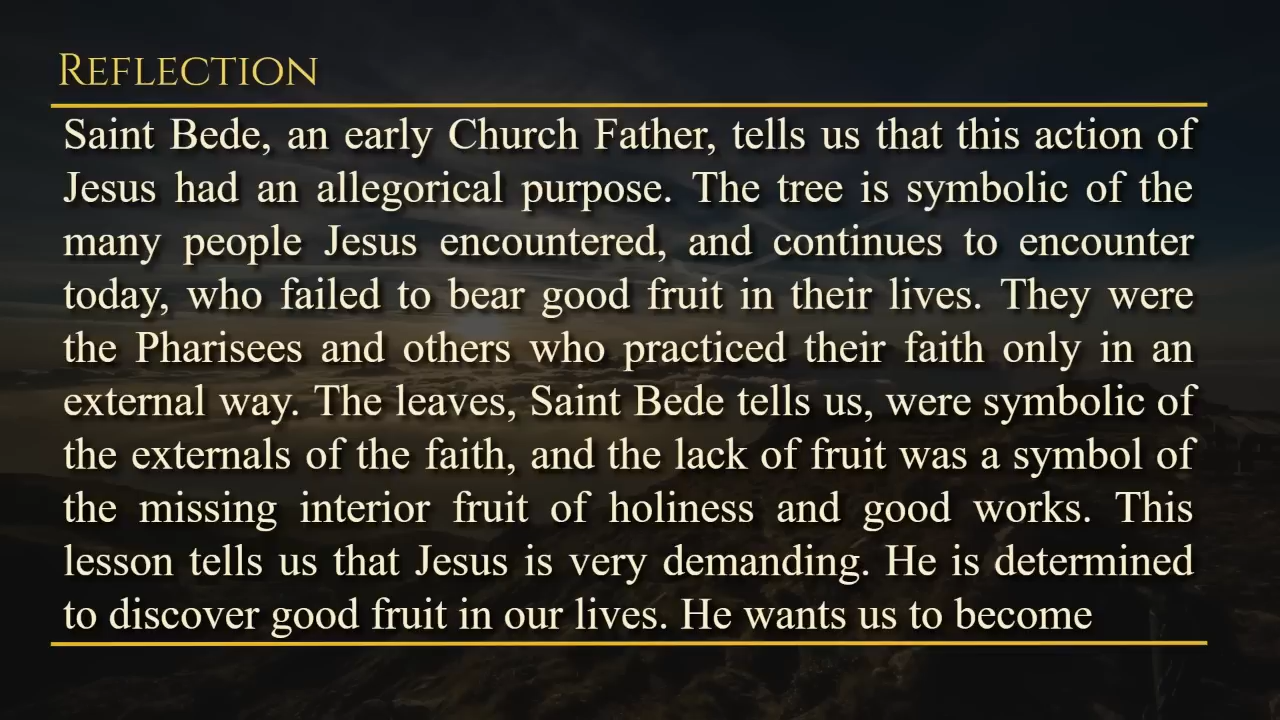 REFLECTION
Saint Bede, an early Church Father, tells us that this action of
Jesus had an allegorical purpose. The tree is symbolic of the
many people Jesus encountered, and continues to encounter
today, who failed to bear good fruit in their lives. They were
the Pharisees and others who practiced their faith only in an
external way. The leaves, Saint Bede tells us, were symbolic of
the externals of the faith, and the lack of fruit was a symbol of
the missing interior fruit of holiness and good works. This
lesson tells us that Jesus is very demanding. He is determined
to discover good fruit in our lives. He wants us to become